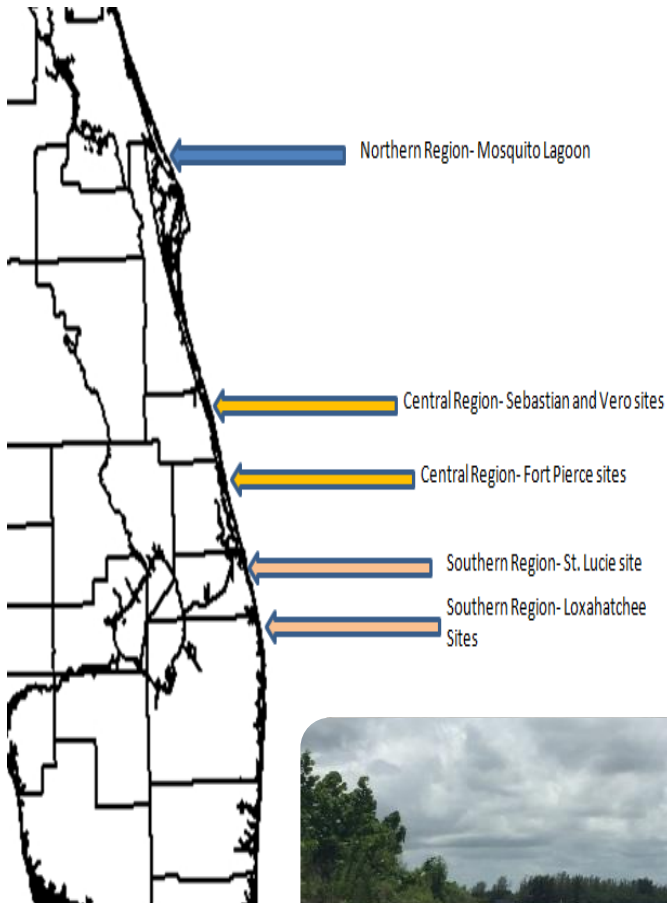 Northern Region- Mosquito Lagoon
Central Region- Sebastian and Vero sites
Central Region- Fort Pierce sites
Southern Region- St. Lucie site
Southern Region- Loxahatchee
Sites